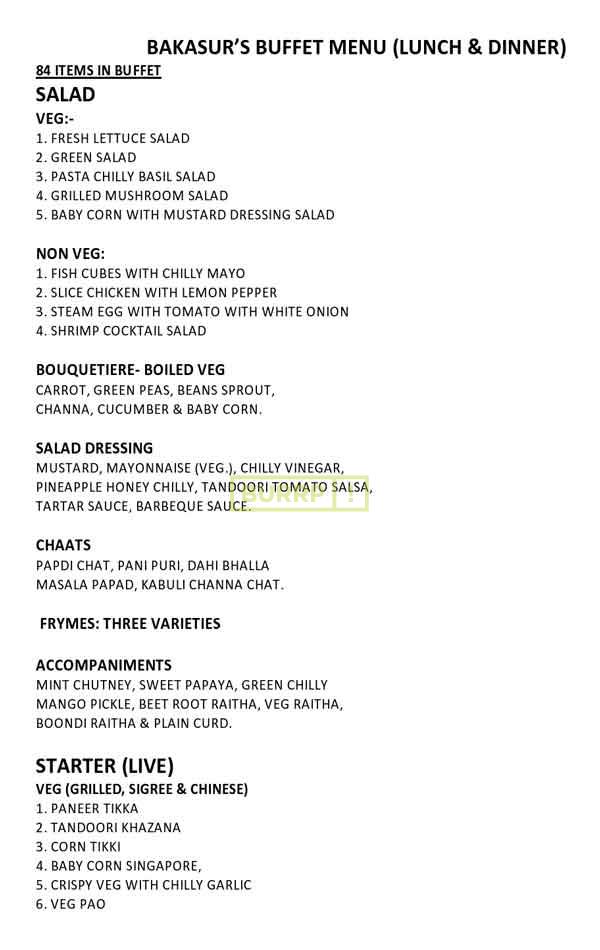 BAKASUR'S BUFFET MENU (LUNCH & DINNER)
84 ITEMS IN BUFFET
SALAD
VEG:-
1. FRESH LETTUCE SALAD
2. GREEN SALAD
3. PASTA CHILLY BASIL SALAD
4. GRILLED MUSHROOM SALAD
5. BABY CORN WITH MUSTARD DRESSING SALAD
NON VEG:
1. FISH CUBES WITH CHILLY MAYO
2. SLICE CHICKEN WITH LEMON PEPPER
3. STEAM EGG WITH TOMATO WITH WHITE ONION
4. SHRIMP COCKTAIL SALAD
BOUQUETIERE- BOILED VEG
CARROT, GREEN PEAS, BEANS SPROUT,
CHANNA, CUCUMBER & BABY CORN.
SALAD DRESSING
MUSTARD, MAYONNAISE (VEG.), CHILLY VINEGAR,
PINEAPPLE HONEY CHILLY, TANDOORI TOMATO SALSA,
BURRP!
TARTAR SAUCE, BARBEQUE SAUCE.
CHAATS
PAPDI CHAT, PANI PURI, DAHI BHALLA
MASALA PAPAD, KABULI CHANNA CHAT.
FRYMES: THREE VARIETIES
ACCOMPANIMENTS
MINT CHUTNEY, SWEET PAPAYA, GREEN CHILLY
MANGO PICKLE, BEET ROOT RAITHA, VEG RAITHA,
BOONDI RAITHA & PLAIN CURD.
STARTER (LIVE)
VEG (GRILLED, SIGREE & CHINESE)
1. PANEER TIKKA
2. TANDOORI KHAZANA
3. CORN TIKKI
4. BABY CORN SINGAPORE,
5. CRISPY VEG WITH CHILLY GARLIC
6. VEG PAO